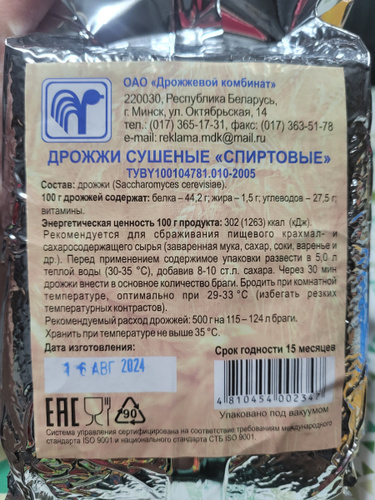 ОАО «Дрожжевой комбинат»
220030, Республика Беларусь,
г. Минск, ул. Октябрьская, 14
тел.: (017) 365-17-31, факс: (017) 363-51-78
e-mail: reklama.mdk@mail.ru
ДРОЖЖИ СУШЕНЫЕ «СПИРТОВЫЕ»
ТУBY100104781.010-2005
Состав: дрожжи (Saccharomyces cerevisiae).
100 г дрожжей содержат: белка – 44,2 г; жира – 1,5 г; углеводов – 27,5 г;
витамины.
Энергетическая ценность 100 г продукта: 302 (1263) ккал (кДж).
Рекомендуется для сбраживания пищевого крахмал- и
сахаросодержащего сырья (заваренная мука, сахар, соки, варенье и
др.). Перед применением содержимое упаковки развести в 5,0 л
теплой воды (30-35 °C), добавив 8-10 ст.л. сахара. Через 30 мин
дрожжи внести в основное количество браги. Бродить при комнатной
температуре, оптимально при 29-33 °C (избегать резких
температурных контрастов).
Рекомендуемый расход дрожжей: 500 г на 115 – 124 л браги.
Хранить при температуре не выше 35 °C.
Дата изготовления:
Срок годности 15 месяцев
1 6 АВГ 2024
4 810454 002347
EAC
90
Упаковано под вакуумом
Система управления сертифицирована на соответствие требованиям международного
стандарта ISO 9001 и национального стандарта СТБ ISO 9001.